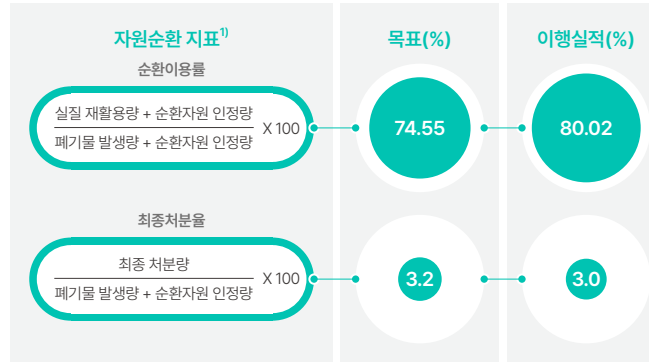 자원순환 지표1)
목표(%)
이행실적(%)
순환이용률
실질 재활용량 + 순환자원 인정량
폐기물 발생량 + 순환자원 인정량
X 100
74.55
80.02
최종처분율
최종 처분량
폐기물 발생량 + 순환자원 인정량
X 100
3.2
3.0